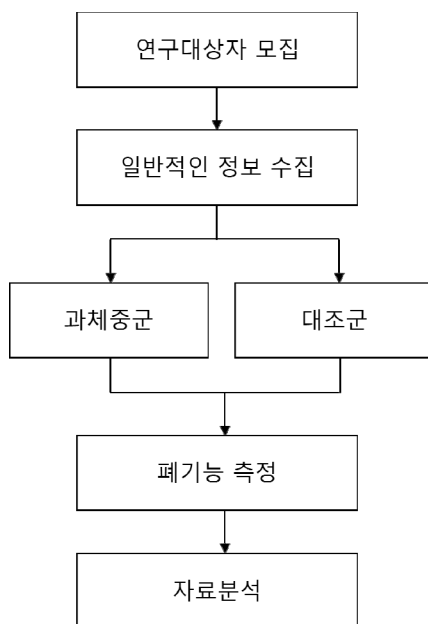 연구대상자 모집
일반적인 정보 수집
과체중군
대조군
폐기능 측정
자료분석